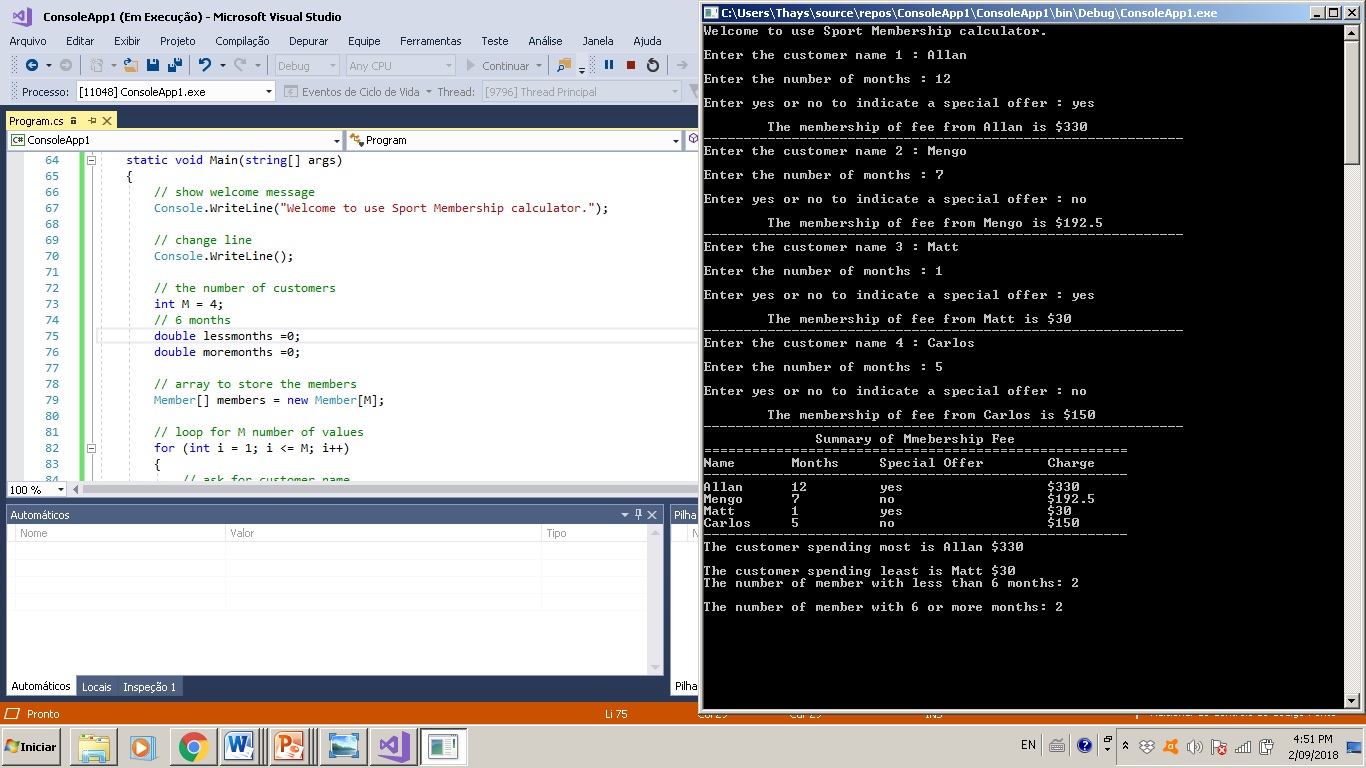 ConsoleApp1 (Em Execução) - Microsoft Visual Studio
Arquivo Editar Exibir Projeto Compilação Depurar Equipe Ferramentas Teste Análise Janela Ajuda
Debug Any CPU Continuar
Processo: [11048] ConsoleApp1.exe Eventos de Ciclo de Vida Thread: [9796] Thread Principal
Program.cs
C# ConsoleApp1 Program
64 static void Main(string[] args)
65 {
66 // show welcome message
67 Console.WriteLine("Welcome to use Sport Membership calculator.");
68
69 // change line
70 Console.WriteLine();
71
72 // the number of customers
73 int M = 4;
74 // 6 months
75 double lessmonths =0;
76 double moremonths =0;
77
78 // array to store the members
79 Member[] members = new Member[M];
80
81 // loop for M number of values
82 for (int i = 1; i <= M; i++)
83 {
84 // ask for customer name
100 %
Automáticos
Nome Valor Tipo
Automáticos Locais Inspeção 1
Pilha
N
Pilha
Pronto Li 75
C:\Users\Thays\source\repos\ConsoleApp1\ConsoleApp1\bin\Debug\ConsoleApp1.exe
Welcome to use Sport Membership calculator.
Enter the customer name 1 : Allan
Enter the number of months : 12
Enter yes or no to indicate a special offer : yes
The membership of fee from Allan is $330
------------------------------------------------------------
Enter the customer name 2 : Mengo
Enter the number of months : 7
Enter yes or no to indicate a special offer : no
The membership of fee from Mengo is $192.5
------------------------------------------------------------
Enter the customer name 3 : Matt
Enter the number of months : 1
Enter yes or no to indicate a special offer : yes
The membership of fee from Matt is $30
------------------------------------------------------------
Enter the customer name 4 : Carlos
Enter the number of months : 5
Enter yes or no to indicate a special offer : no
The membership of fee from Carlos is $150
------------------------------------------------------------
Summary of Mmebership Fee
=====================================================
Name Months Special Offer Charge
-----------------------------------------------------
Allan 12 yes $330
Mengo 7 no $192.5
Matt 1 yes $30
Carlos 5 no $150
-----------------------------------------------------
The customer spending most is Allan $330
The customer spending least is Matt $30
The number of member with less than 6 months: 2
The number of member with 6 or more months: 2
Iniciar
EN
4:51 PM
2/09/2018